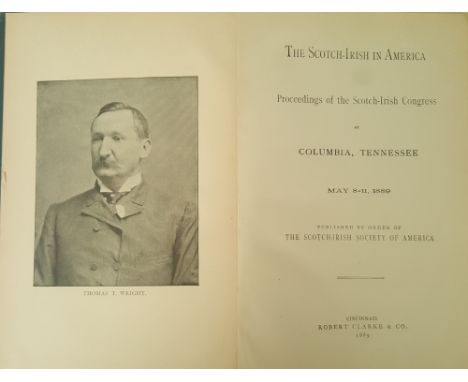 THOMAS T. WRIGHT.
THE SCOTCH-IRISH IN AMERICA
Proceedings of the Scotch-Irish Congress
AT
COLUMBIA, TENNESSEE
MAY 8-11, 1889
PUBLISHED BY ORDER OF
THE SCOTCH-IRISH SOCIETY OF AMERICA
CINCINNATI
ROBERT CLARKE & CO.
1889